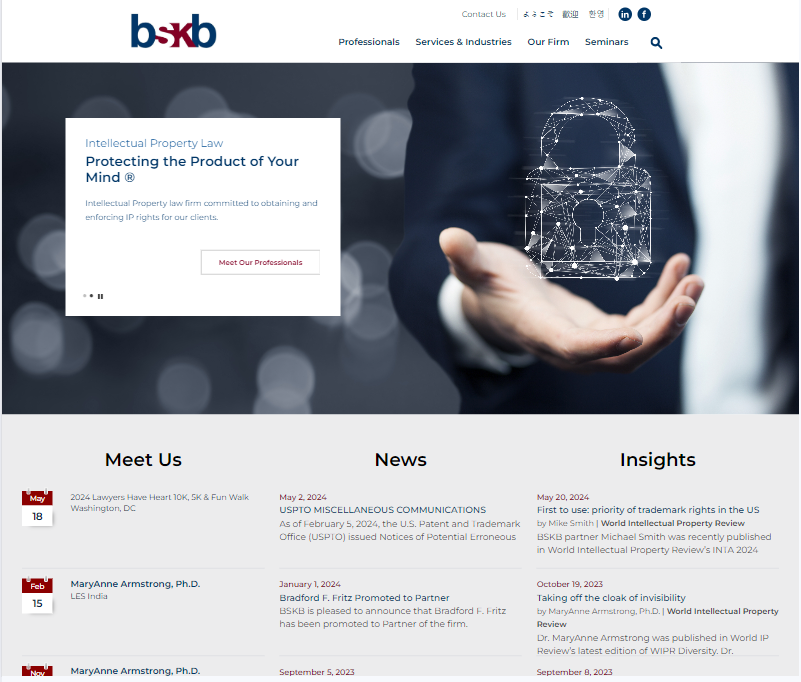 Contact Us
ようこそ
歡迎
환영
in
f
bskb
Professionals
Services & Industries
Our Firm
Seminars
Intellectual Property Law
Protecting the Product of Your
Mind ®
Intellectual Property law firm committed to obtaining and
enforcing IP rights for our clients.
Meet Our Professionals
Meet Us
May
18
2024 Lawyers Have Heart 10K, 5K & Fun Walk
Washington, DC
Feb
15
MaryAnne Armstrong, Ph.D.
LES India
Nov
MaryAnne Armstrong, Ph.D.
News
May 2, 2024
USPTO MISCELLANEOUS COMMUNICATIONS
As of February 5, 2024, the U.S. Patent and Trademark
Office (USPTO) issued Notices of Potential Erroneous
January 1, 2024
Bradford F. Fritz Promoted to Partner
BSKB is pleased to announce that Bradford F. Fritz
has been promoted to Partner of the firm.
September 5, 2023
Insights
May 20, 2024
First to use: priority of trademark rights in the US
by Mike Smith | World Intellectual Property Review
BSKB partner Michael Smith was recently published
in World Intellectual Property Review's INTA 2024
October 19, 2023
Taking off the cloak of invisibility
by MaryAnne Armstrong, Ph.D. | World Intellectual Property
Review
Dr. MaryAnne Armstrong was published in World IP
Review's latest edition of WIPR Diversity. Dr.
September 8, 2023